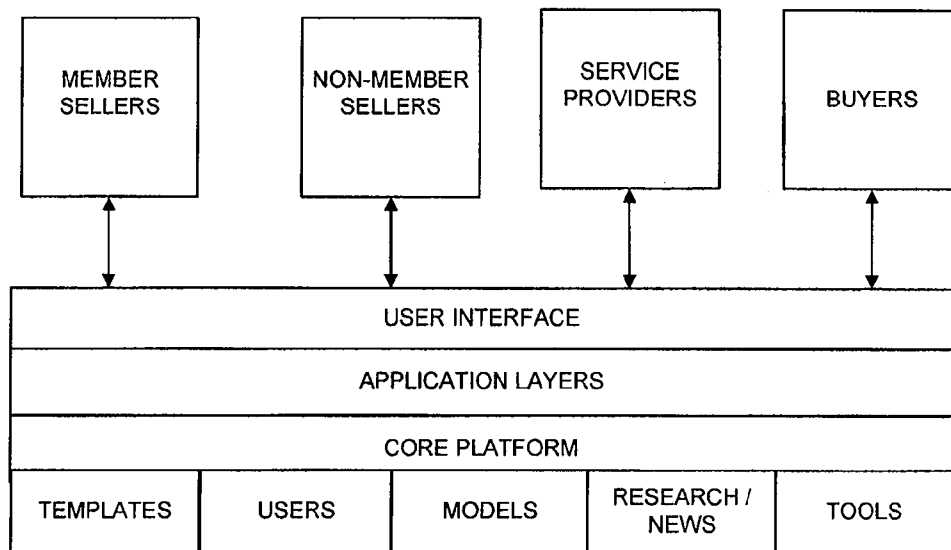 MEMBER
SELLERS
NON-MEMBER
SELLERS
SERVICE
PROVIDERS
BUYERS
USER INTERFACE
APPLICATION LAYERS
CORE PLATFORM
TEMPLATES
USERS
MODELS
RESEARCH /
NEWS
TOOLS